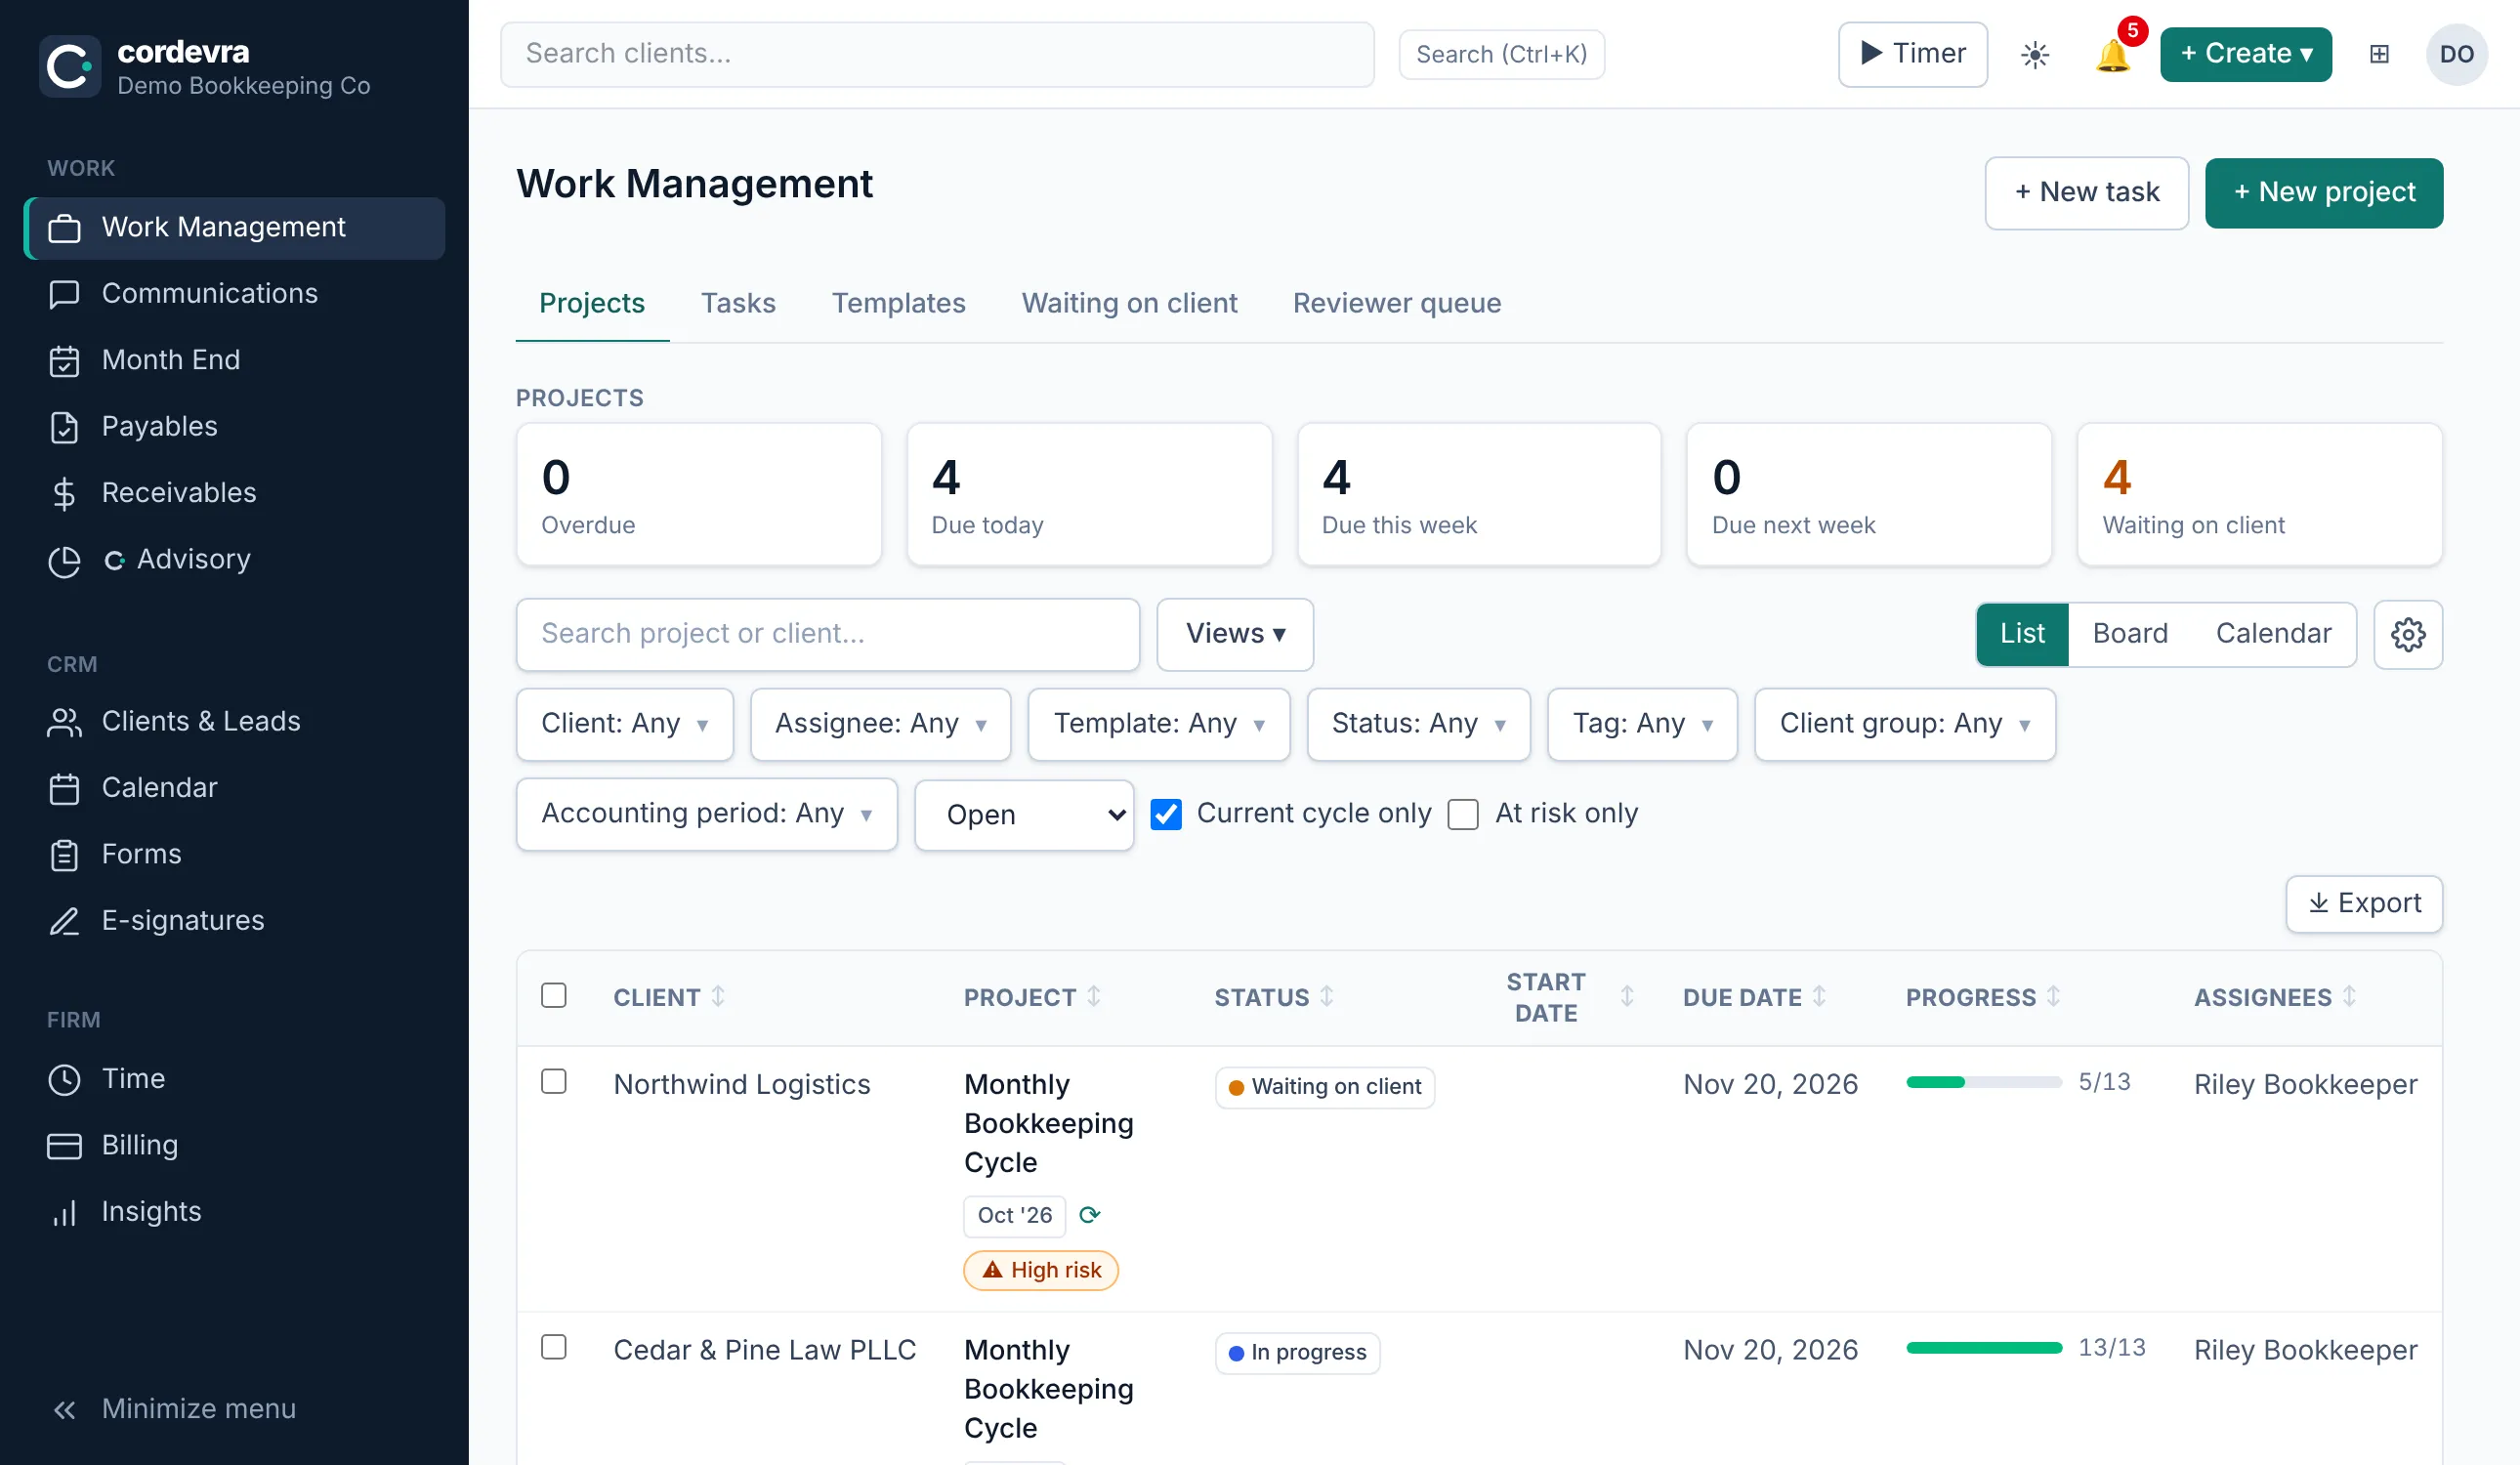 cordevra
Demo Bookkeeping Co
WORK
Work Management
Communications
Month End
Payables
Receivables
Advisory
CRM
Clients & Leads
Calendar
Forms
E-signatures
FIRM
Time
Billing
Insights
Minimize menu
Search clients...
Search (Ctrl+K)
Timer
5
+ Create ▾
DO
Work Management
+ New task
+ New project
Projects
Tasks
Templates
Waiting on client
Reviewer queue
PROJECTS
0
Overdue
4
Due today
4
Due this week
0
Due next week
4
Waiting on client
Search project or client...
Views ▾
List
Board
Calendar
Client: Any ▾
Assignee: Any ▾
Template: Any ▾
Status: Any ▾
Tag: Any ▾
Client group: Any ▾
Accounting period: Any ▾
Open
Current cycle only
At risk only
Export
CLIENT
PROJECT
STATUS
START
DATE
DUE DATE
PROGRESS
ASSIGNEES
Northwind Logistics
Monthly
Bookkeeping
Cycle
Oct '26
High risk
Waiting on client
Nov 20, 2026
5/13
Riley Bookkeeper
Cedar & Pine Law PLLC
Monthly
Bookkeeping
Cycle
In progress
Nov 20, 2026
13/13
Riley Bookkeeper